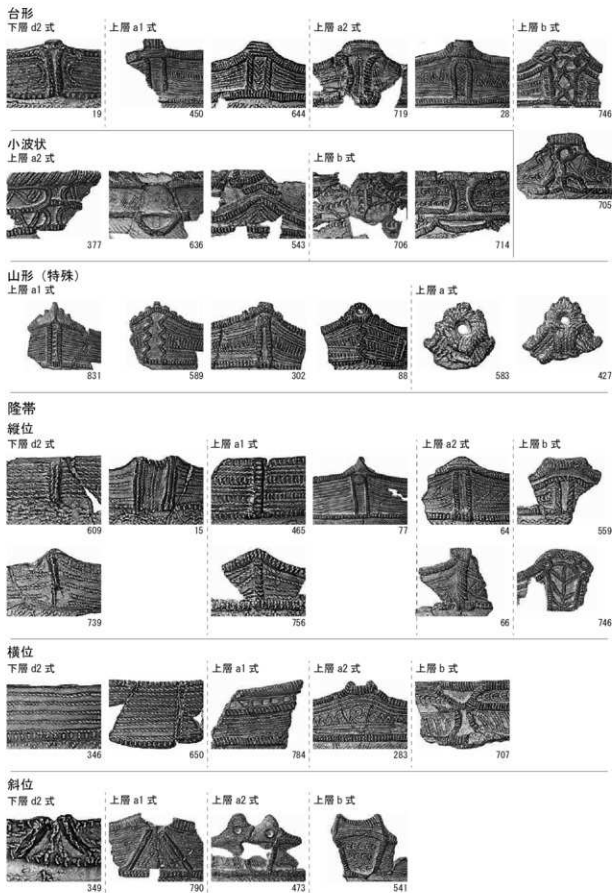 台形
下層 d2 式 上層 a1 式 上層 a2 式 上層 b 式
19 450 644 719 28 746
小波状
上層 a2 式 上層 b 式
705
377 636 543 706 714
山形（特殊）
上層 a1 式 上層 a 式
831 589 302 88 583 427
隆帯
縦位
下層 d2 式 上層 a1 式 上層 a2 式 上層 b 式
609 15 465 77 64 559
739 756 66 746
横位
下層 d2 式 上層 a1 式 上層 a2 式 上層 b 式
346 650 784 283 707
斜位
下層 d2 式 上層 a1 式 上層 a2 式 上層 b 式
349 790 473 541